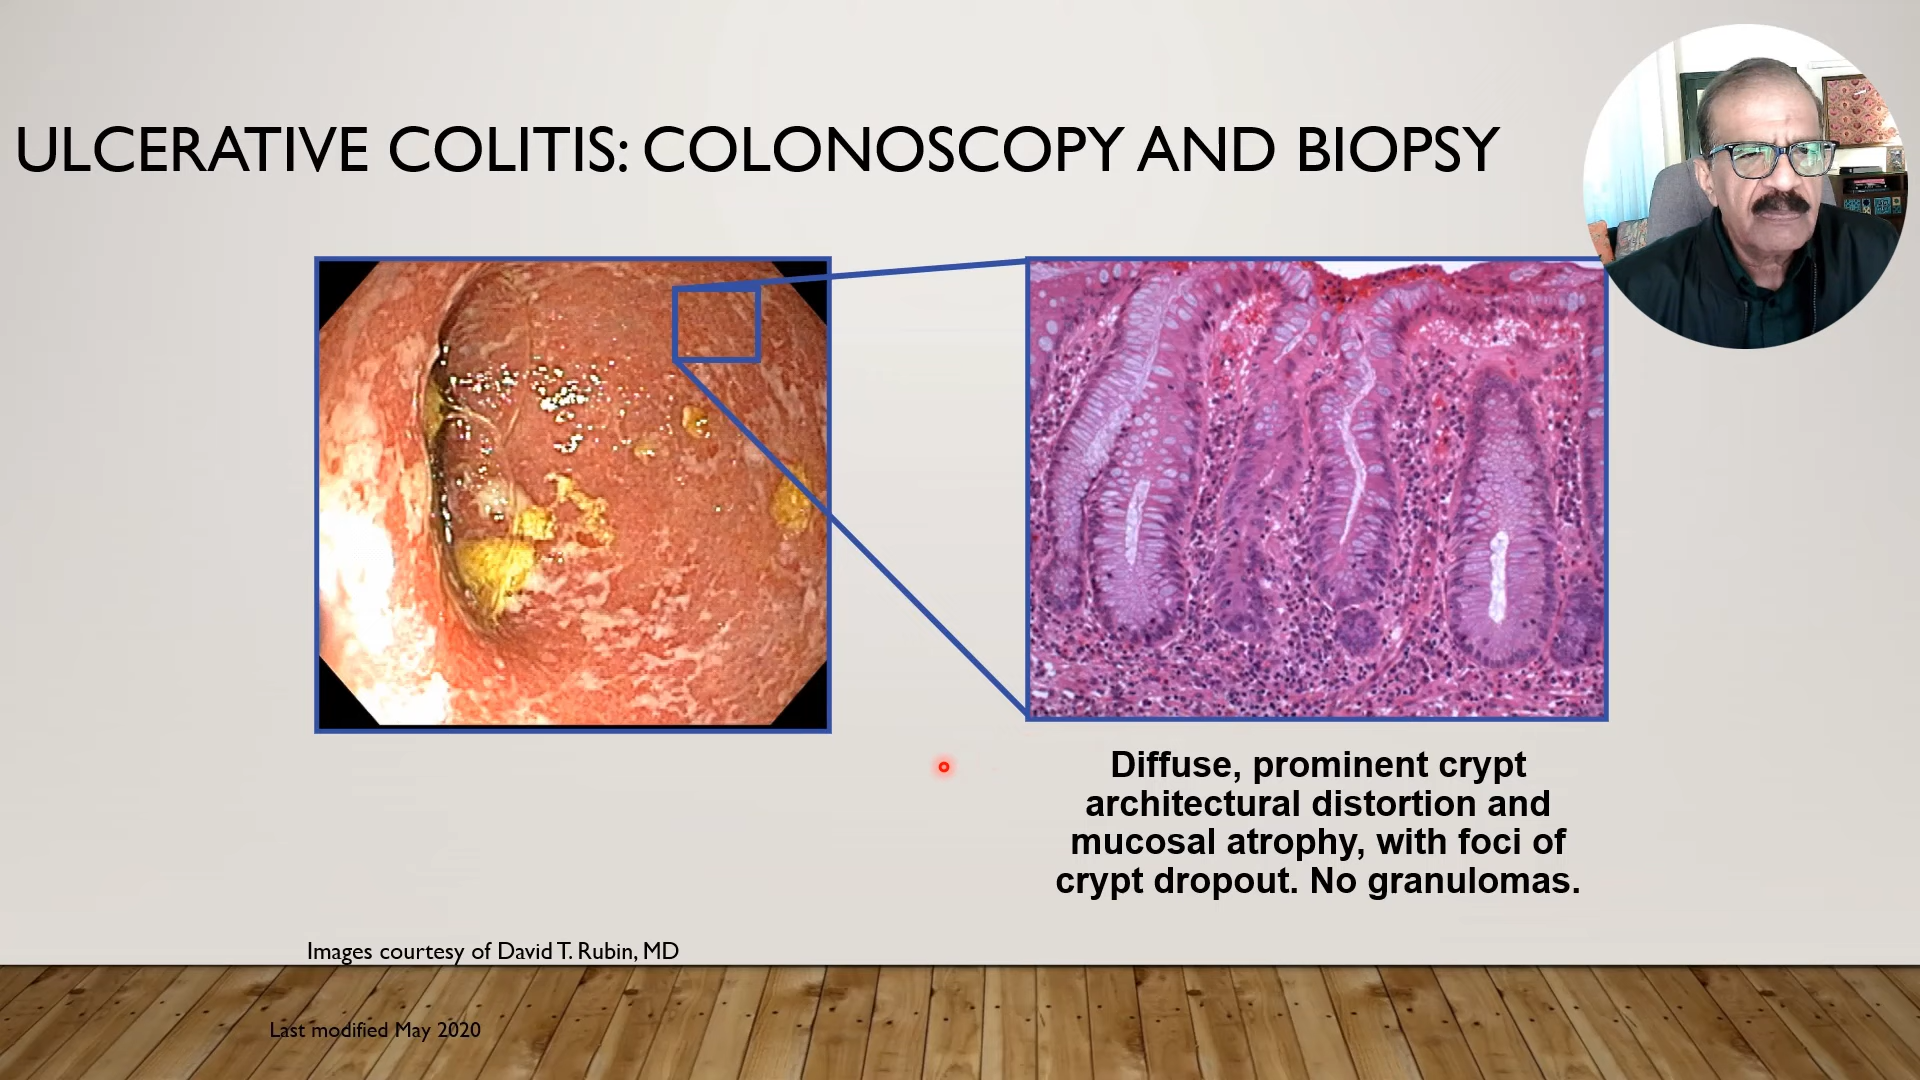 ULCERATIVE COLITIS: COLONOSCOPY AND BIOPSY
Diffuse, prominent crypt
architectural distortion and
mucosal atrophy, with foci of
crypt dropout. No granulomas.
Images courtesy of David T. Rubin, MD
Last modified May 2020